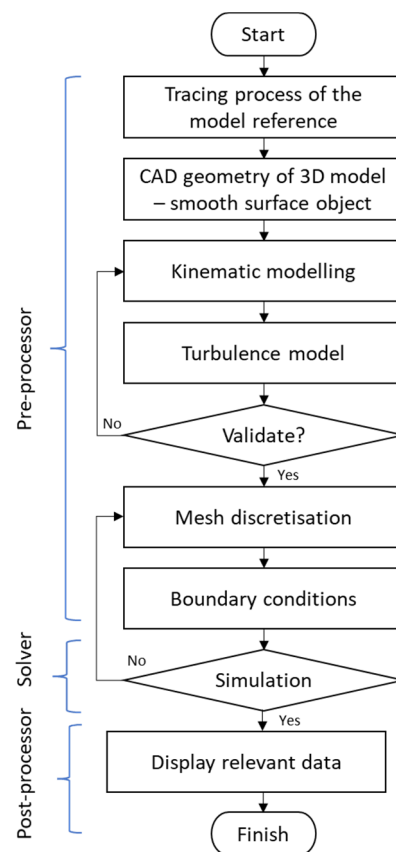 Start
Tracing process of the
model reference
CAD geometry of 3D model
– smooth surface object
Kinematic modelling
Turbulence model
No
Validate?
Yes
Mesh discretisation
Boundary conditions
No
Simulation
Yes
Display relevant data
Finish
Pre-processor
Solver
Post-processor